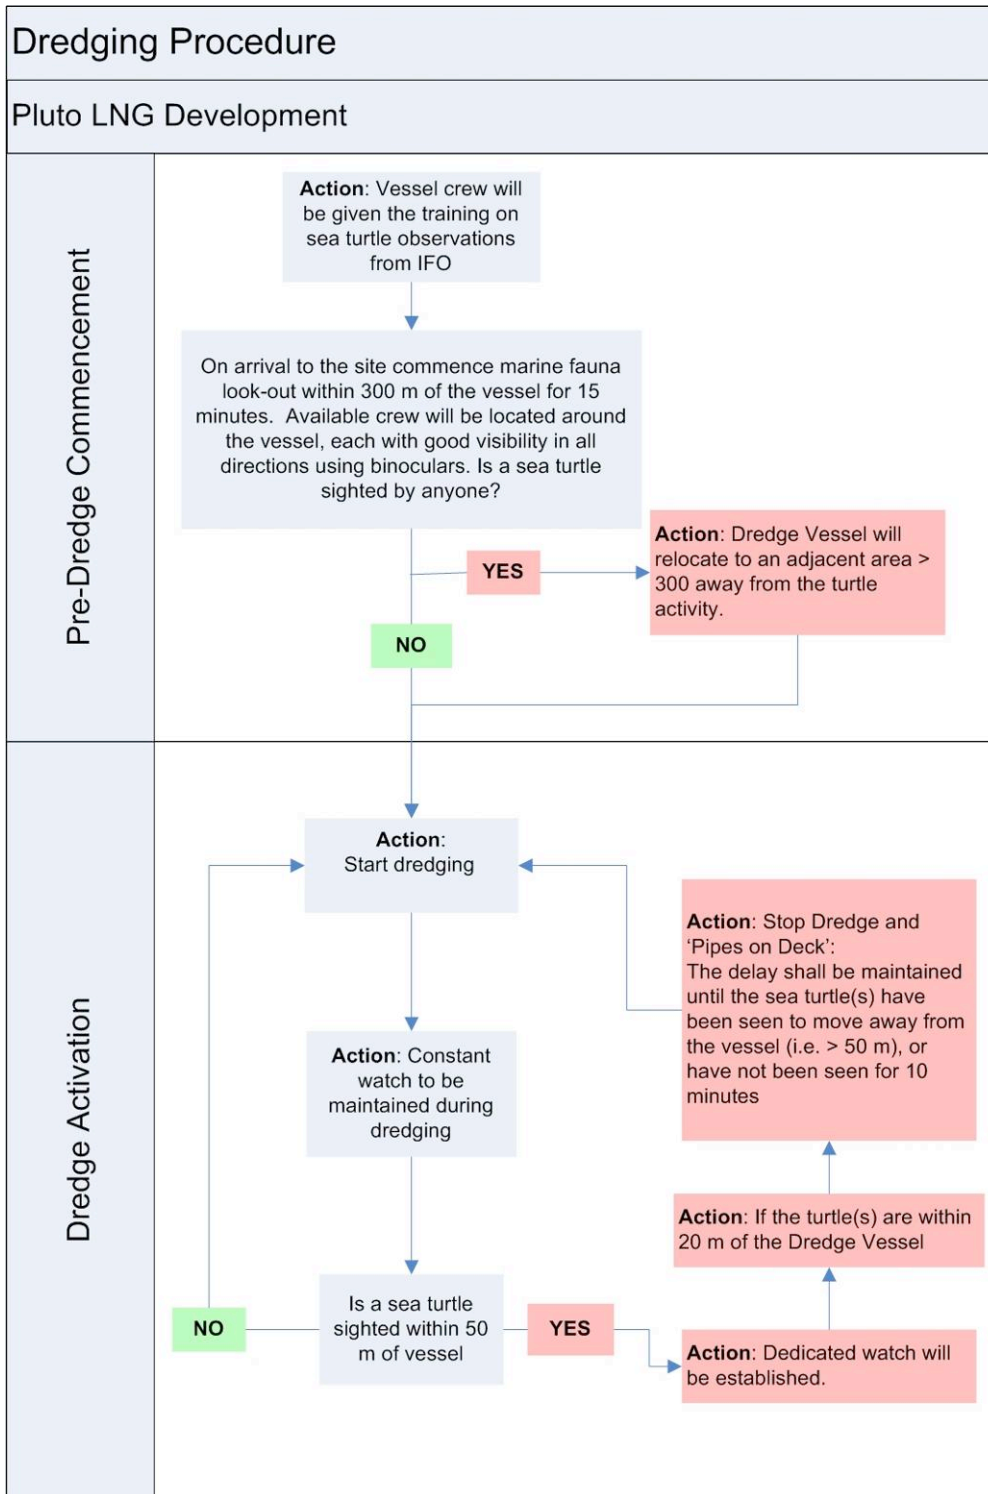 Dredging Procedure
Pluto LNG Development
Pre-Dredge Commencement
Action: Vessel crew will
be given the training on
sea turtle observations
from IFO
On arrival to the site commence marine fauna
look-out within 300 m of the vessel for 15
minutes. Available crew will be located around
the vessel, each with good visibility in all
directions using binoculars. Is a sea turtle
sighted by anyone?
YES
Action: Dredge Vessel will
relocate to an adjacent area >
300 away from the turtle
activity.
NO
Dredge Activation
Action:
Start dredging
Action: Constant
watch to be
maintained during
dredging
Is a sea turtle
sighted within 50
m of vessel
NO
YES
Action: Dedicated watch will
be established.
Action: If the turtle(s) are within
20 m of the Dredge Vessel
Action: Stop Dredge and
‘Pipes on Deck’:
The delay shall be maintained
until the sea turtle(s) have
been seen to move away from
the vessel (i.e. > 50 m), or
have not been seen for 10
minutes